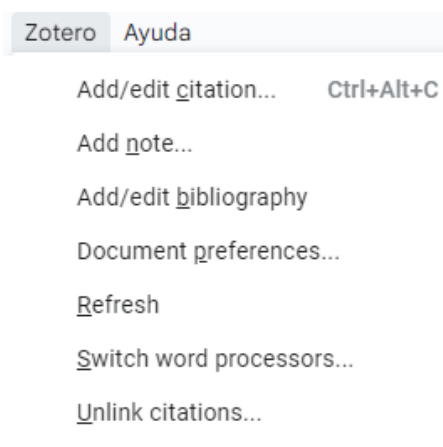 Zotero Ayuda
Add/edit citation... Ctrl+Alt+C
Add note...
Add/edit bibliography
Document preferences...
Refresh
Switch word processors...
Unlink citations...